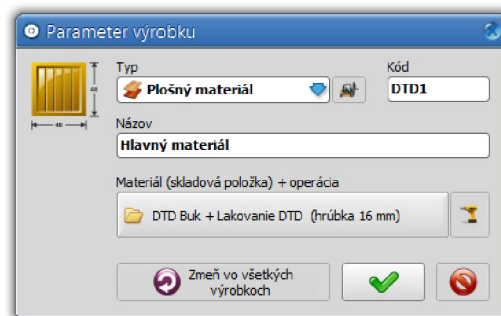 Parameter výrobku
Typ
Kód
Plošný materiál
DTD1
Názov
Hlavný materiál
Materiál (skladová položka) + operácia
DTD Buk + Lakovanie DTD (hrúbka 16 mm)
Zmeň vo všetkých
výrobkoch